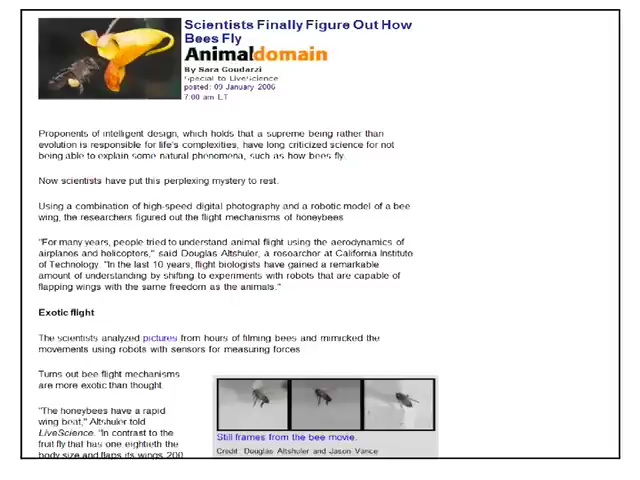 Scientists Finally Figure Out How
Bees Fly
Animaldomain
By Sara Goudarzi
Special to LiveScience
posted: 09 January 2006
7:00 am ET
Proponents of intelligent design, which holds that a supreme being rather than
evolution is responsible for life's complexities, have long criticized science for not
being able to explain some natural phenomena, such as how bees fly.
Now scientists have put this perplexing mystery to rest.
Using a combination of high-speed digital photography and a robotic model of a bee
wing, the researchers figured out the flight mechanisms of honeybees
"For many years, people tried to understand animal flight using the aerodynamics of
airplanes and helicopters," said Douglas Altshuler, a researcher at California Institute
of Technology. "In the last 10 years, flight biologists have gained a remarkable
amount of understanding by shifting to experiments with robots that are capable of
flapping wings with the same freedom as the animals."
Exotic flight
The scientists analyzed pictures from hours of filming bees and mimicked the
movements using robots with sensors for measuring forces
Turns out bee flight mechanisms
are more exotic than thought
"The honeybees have a rapid
wing beat," Altshuler told
LiveScience. "In contrast to the
fruit fly that has one eightieth the
body size and flaps its wings 200
Still frames from the bee movie.
Credit: Douglas Altshuler and Jason Vance